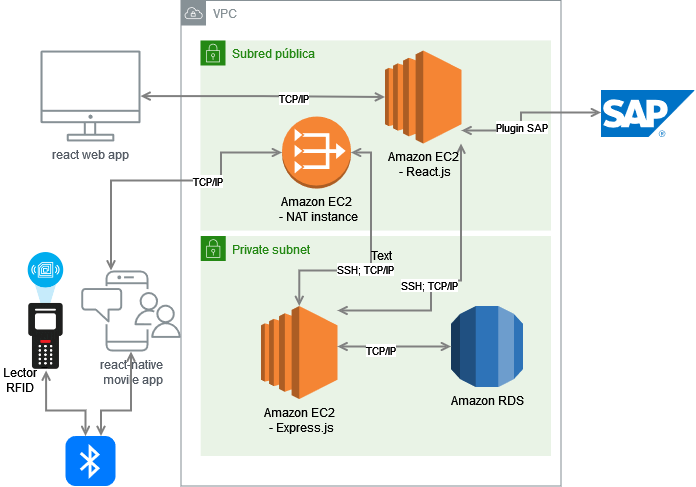 VPC
Subred pública
TCP/IP
react web app
Plugin SAP
SAP
®
Amazon EC2
- React.js
TCP/IP
Amazon EC2
- NAT instance
Private subnet
Text
SSH; TCP/IP
SSH; TCP/IP
Lector
RFID
react-native
movile app
TCP/IP
Amazon EC2
- Express.js
Amazon RDS